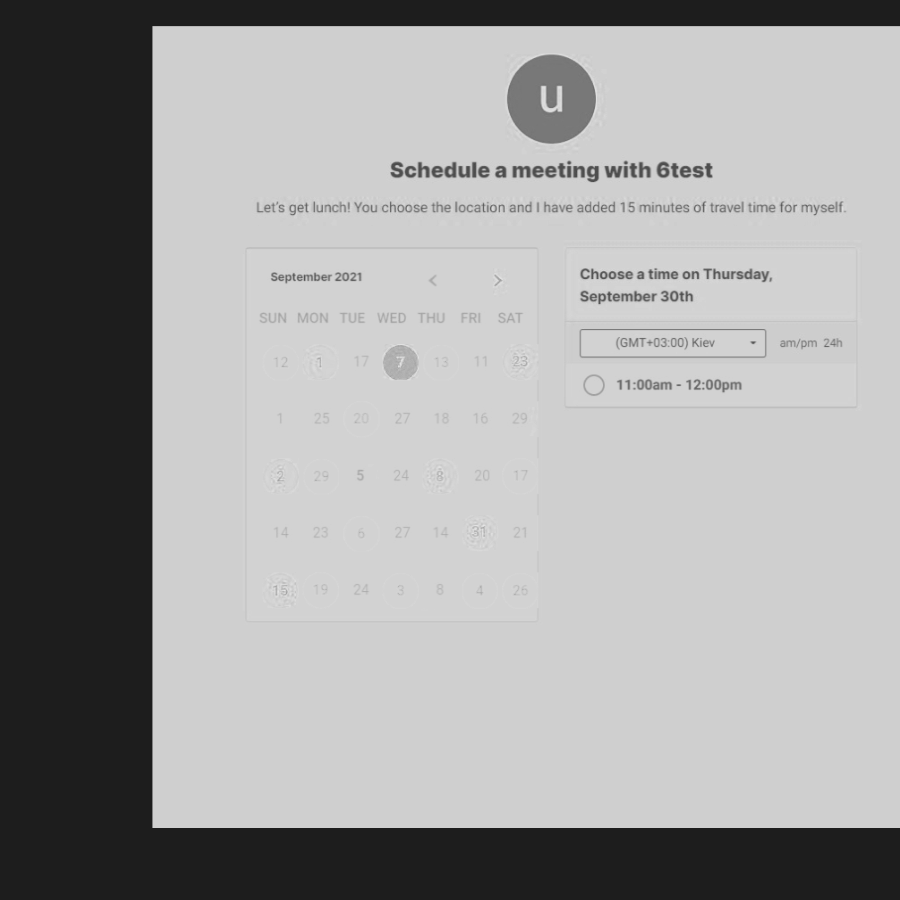 u
Schedule a meeting with 6test
Let's get lunch! You choose the location and I have added 15 minutes of travel time for myself.
September 2021
SUN MON TUE WED THU FRI SAT
12 1 17 7 13 11 23
1 25 20 27 18 16 29
2 29 5 24 8 20 17
14 23 6 27 14 31 21
15 19 24 3 8 4 26
Choose a time on Thursday,
September 30th
(GMT+03:00) Kiev am/pm 24h
11:00am - 12:00pm